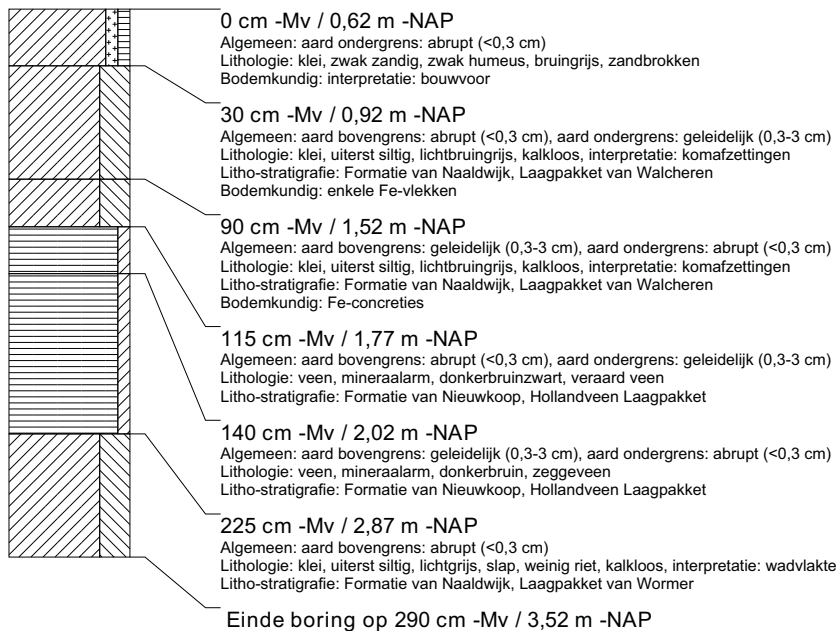 0 cm -Mv / 0,62 m -NAP
Algemeen: aard ondergrens: abrupt (<0,3 cm)
Lithologie: klei, zwak zandig, zwak humeus, bruingrijs, zandbrokken
Bodemkundig: interpretatie: bouwvoor
30 cm -Mv / 0,92 m -NAP
Algemeen: aard bovengrens: abrupt (<0,3 cm), aard ondergrens: geleidelijk (0,3-3 cm)
Lithologie: klei, uiterst siltig, lichtbruingrijs, kalkloos, interpretatie: komafzettingen
Litho-stratigrafie: Formatie van Naaldwijk, Laagpakket van Walcheren
Bodemkundig: enkele Fe-vlekken
90 cm -Mv / 1,52 m -NAP
Algemeen: aard bovengrens: geleidelijk (0,3-3 cm), aard ondergrens: abrupt (<0,3 cm)
Lithologie: klei, uiterst siltig, lichtbruingrijs, kalkloos, interpretatie: komafzettingen
Litho-stratigrafie: Formatie van Naaldwijk, Laagpakket van Walcheren
Bodemkundig: Fe-concreties
115 cm -Mv / 1,77 m -NAP
Algemeen: aard bovengrens: abrupt (<0,3 cm), aard ondergrens: geleidelijk (0,3-3 cm)
Lithologie: veen, mineraalarm, donkerbruinzwart, veraard veen
Litho-stratigrafie: Formatie van Nieuwkoop, Hollandveen Laagpakket
140 cm -Mv / 2,02 m -NAP
Algemeen: aard bovengrens: geleidelijk (0,3-3 cm), aard ondergrens: abrupt (<0,3 cm)
Lithologie: veen, mineraalarm, donkerbruin, zeggeveen
Litho-stratigrafie: Formatie van Nieuwkoop, Hollandveen Laagpakket
225 cm -Mv / 2,87 m -NAP
Algemeen: aard bovengrens: abrupt (<0,3 cm)
Lithologie: klei, uiterst siltig, lichtgrijs, slap, weinig riet, kalkloos, interpretatie: wadvlakte
Litho-stratigrafie: Formatie van Naaldwijk, Laagpakket van Wormer
Einde boring op 290 cm -Mv / 3,52 m -NAP